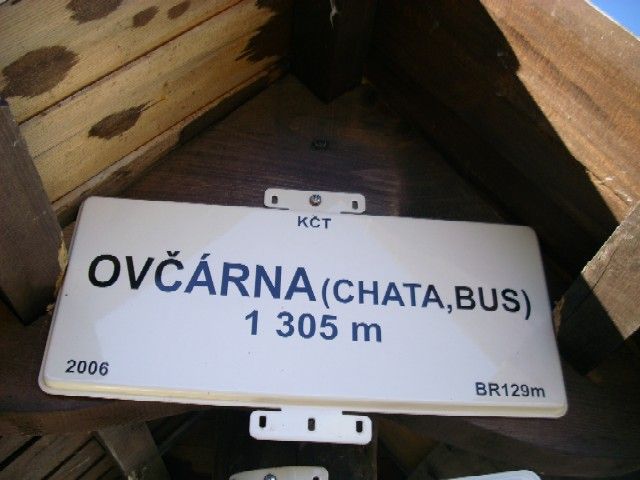 KČT
OVČÁRNA (CHATA,BUS)
1 305 m
2006
BR129m